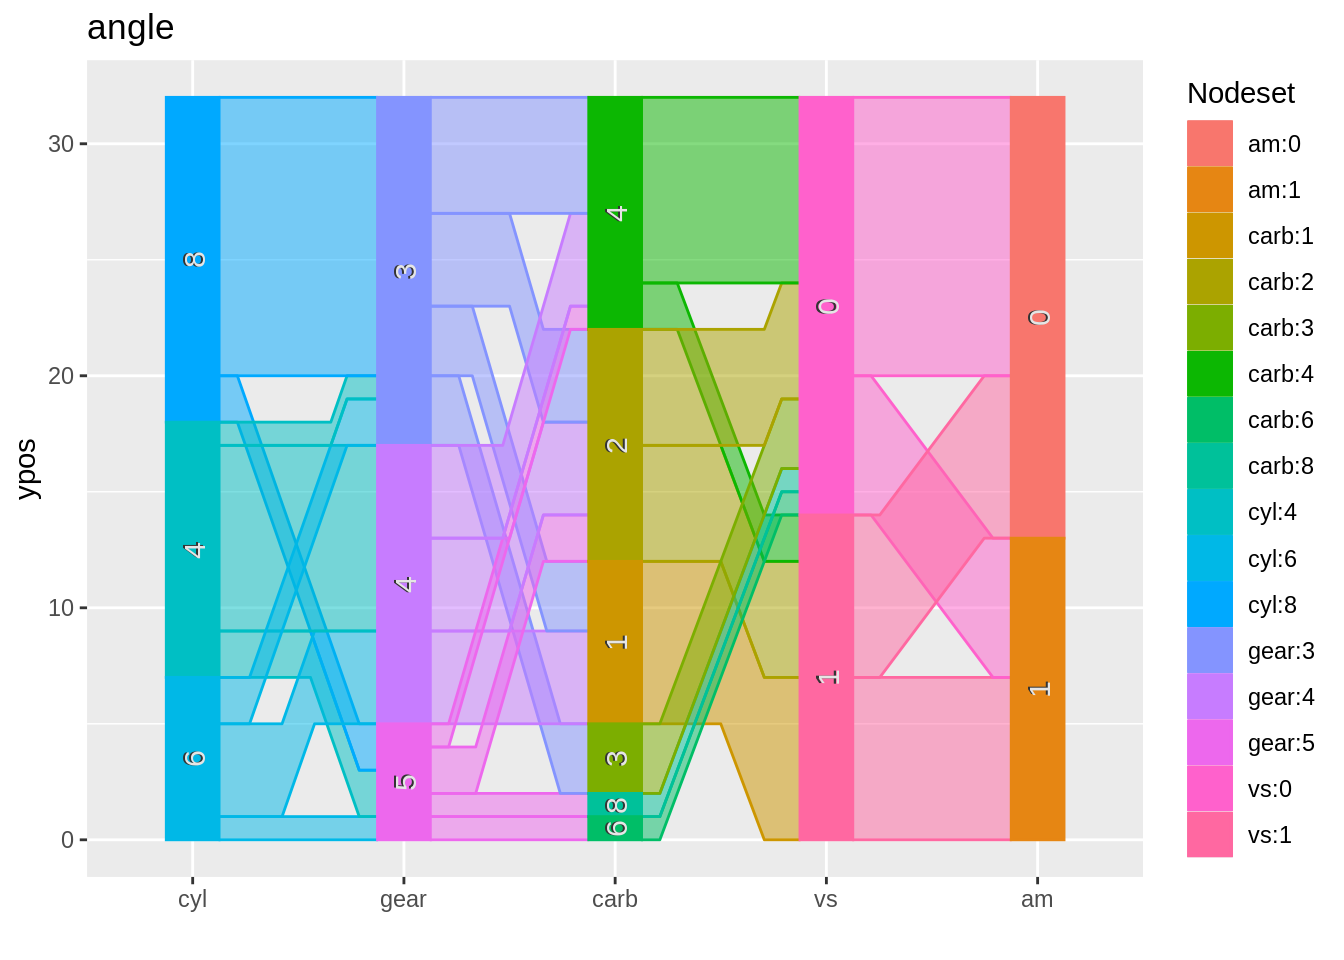 angle
ypos
30
20
10
0
8
4
6
3
4
5
4
2
1
3
8
6
0
1
0
1
cyl
gear
carb
vs
am
Nodeset
am:0
am:1
carb:1
carb:2
carb:3
carb:4
carb:6
carb:8
cyl:4
cyl:6
cyl:8
gear:3
gear:4
gear:5
vs:0
vs:1